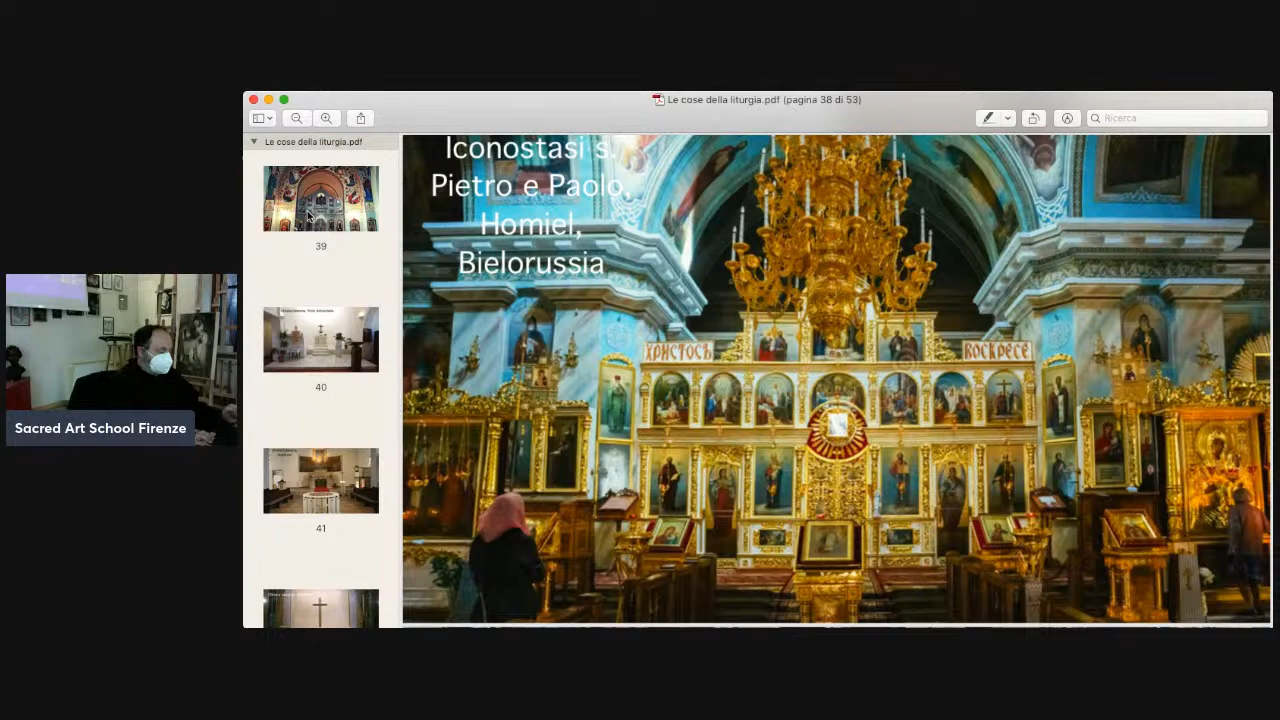 Le cose della liturgia.pdf (pagina 38 di 53)
Ricerca
Le cose della liturgia.pdf
39
40
41
Iconostasi s.
Pietro e Paolo,
Homiel,
Bielorussia
ХРИСТОСЪ
ВОСКРЕСЕ
Sacred Art School Firenze